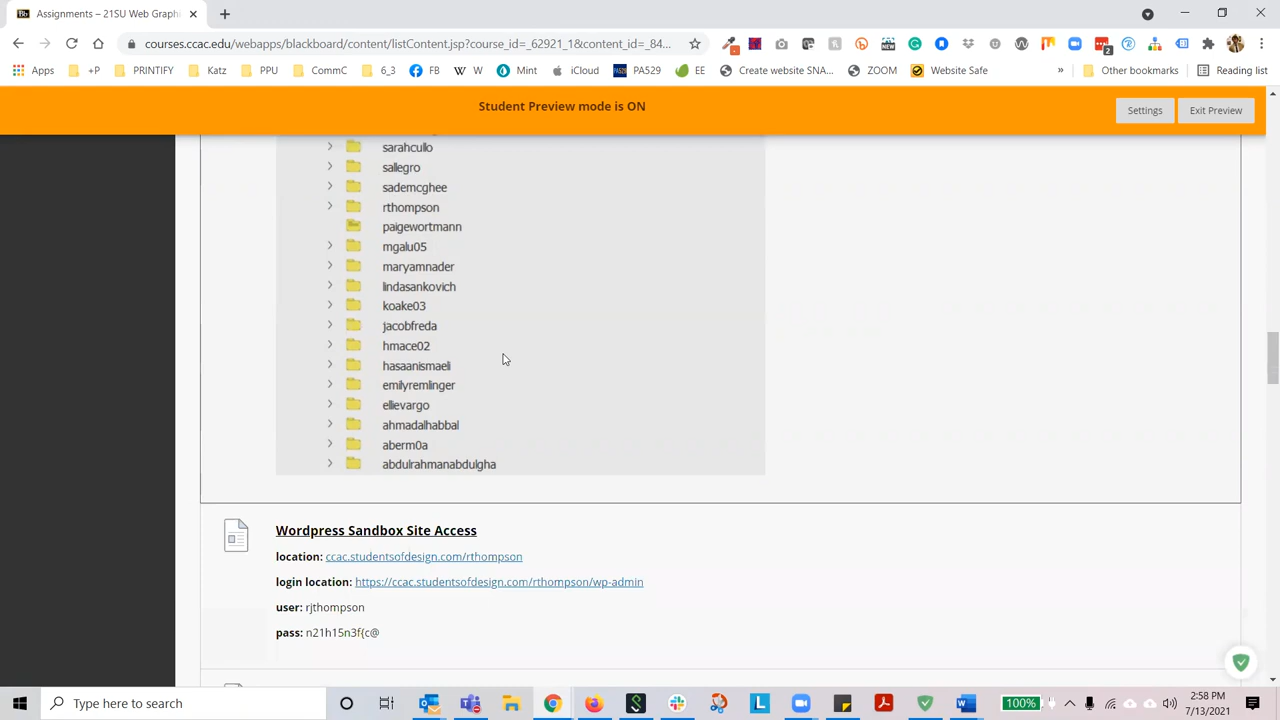 Assignments – 21SU Web Graphi
courses.ccac.edu/webapps/blackboard/content/listContent.jsp?course_id=_62921_1&content_id=_84...
Apps +P PRINTIFY Katz PPU CommC 6_3 FB W Mint iCloud PA529 EE Create website SNA... ZOOM Website Safe » Other bookmarks Reading list
Student Preview mode is ON
Settings Exit Preview
sarahcullo
sallegro
sademcghee
rthompson
paigewortmann
mgalu05
maryamnader
lindasankovich
koake03
jacobfreda
hmace02
hasaanismaeli
emilyremlinger
ellievargo
ahmadalhabbal
aberm0a
abdulrahmanabdulgha
Wordpress Sandbox Site Access
location: ccac.studentsofdesign.com/rthompson
login location: https://ccac.studentsofdesign.com/rthompson/wp-admin
user: rjthompson
pass: n21h15n3f{c@
Type here to search
100%
2:58 PM
7/13/2021